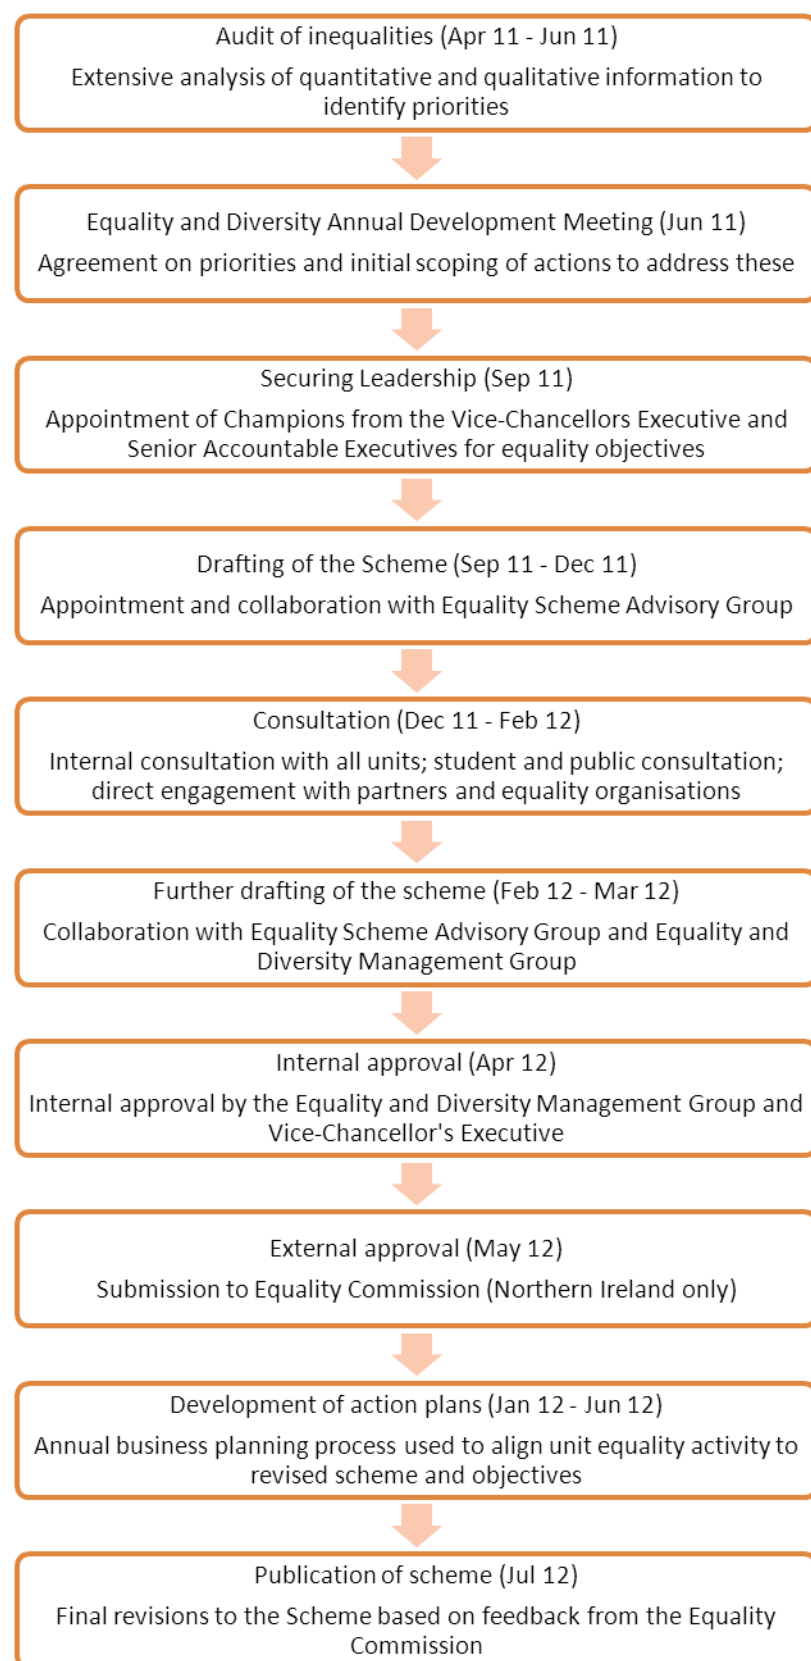 Audit of inequalities (Apr 11 - Jun 11)
Extensive analysis of quantitative and qualitative information to
identify priorities
Equality and Diversity Annual Development Meeting (Jun 11)
Agreement on priorities and initial scoping of actions to address these
Securing Leadership (Sep 11)
Appointment of Champions from the Vice-Chancellors Executive and
Senior Accountable Executives for equality objectives
Drafting of the Scheme (Sep 11 - Dec 11)
Appointment and collaboration with Equality Scheme Advisory Group
Consultation (Dec 11 - Feb 12)
Internal consultation with all units; student and public consultation;
direct engagement with partners and equality organisations
Further drafting of the scheme (Feb 12 - Mar 12)
Collaboration with Equality Scheme Advisory Group and Equality and
Diversity Management Group
Internal approval (Apr 12)
Internal approval by the Equality and Diversity Management Group and
Vice-Chancellor's Executive
External approval (May 12)
Submission to Equality Commission (Northern Ireland only)
Development of action plans (Jan 12 - Jun 12)
Annual business planning process used to align unit equality activity to
revised scheme and objectives
Publication of scheme (Jul 12)
Final revisions to the Scheme based on feedback from the Equality
Commission